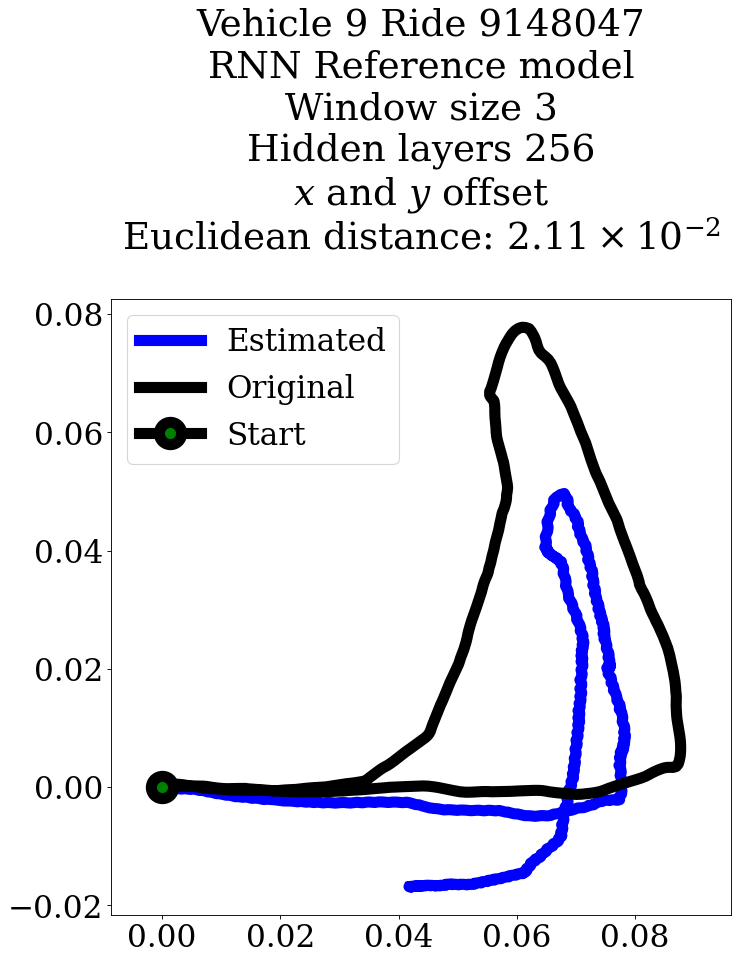 Vehicle 9 Ride 9148047
RNN Reference model
Window size 3
Hidden layers 256
x and y offset
Euclidean distance: 2.11 × 10⁻²
0.08
0.06
0.04
0.02
0.00
−0.02
Estimated
Original
Start
0.00 0.02 0.04 0.06 0.08